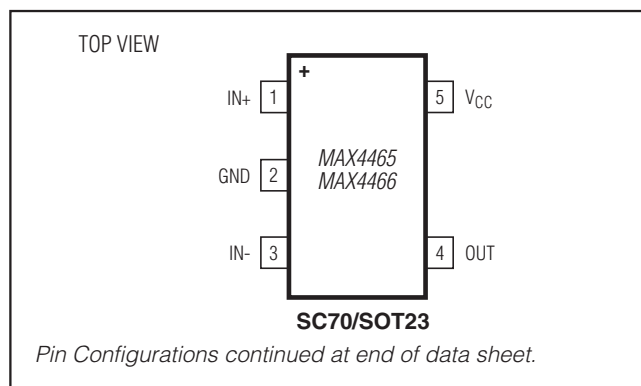 TOP VIEW
+
IN+ 1
5 VCC
MAX4465
MAX4466
GND 2
IN- 3
4 OUT
SC70/SOT23
Pin Configurations continued at end of data sheet.